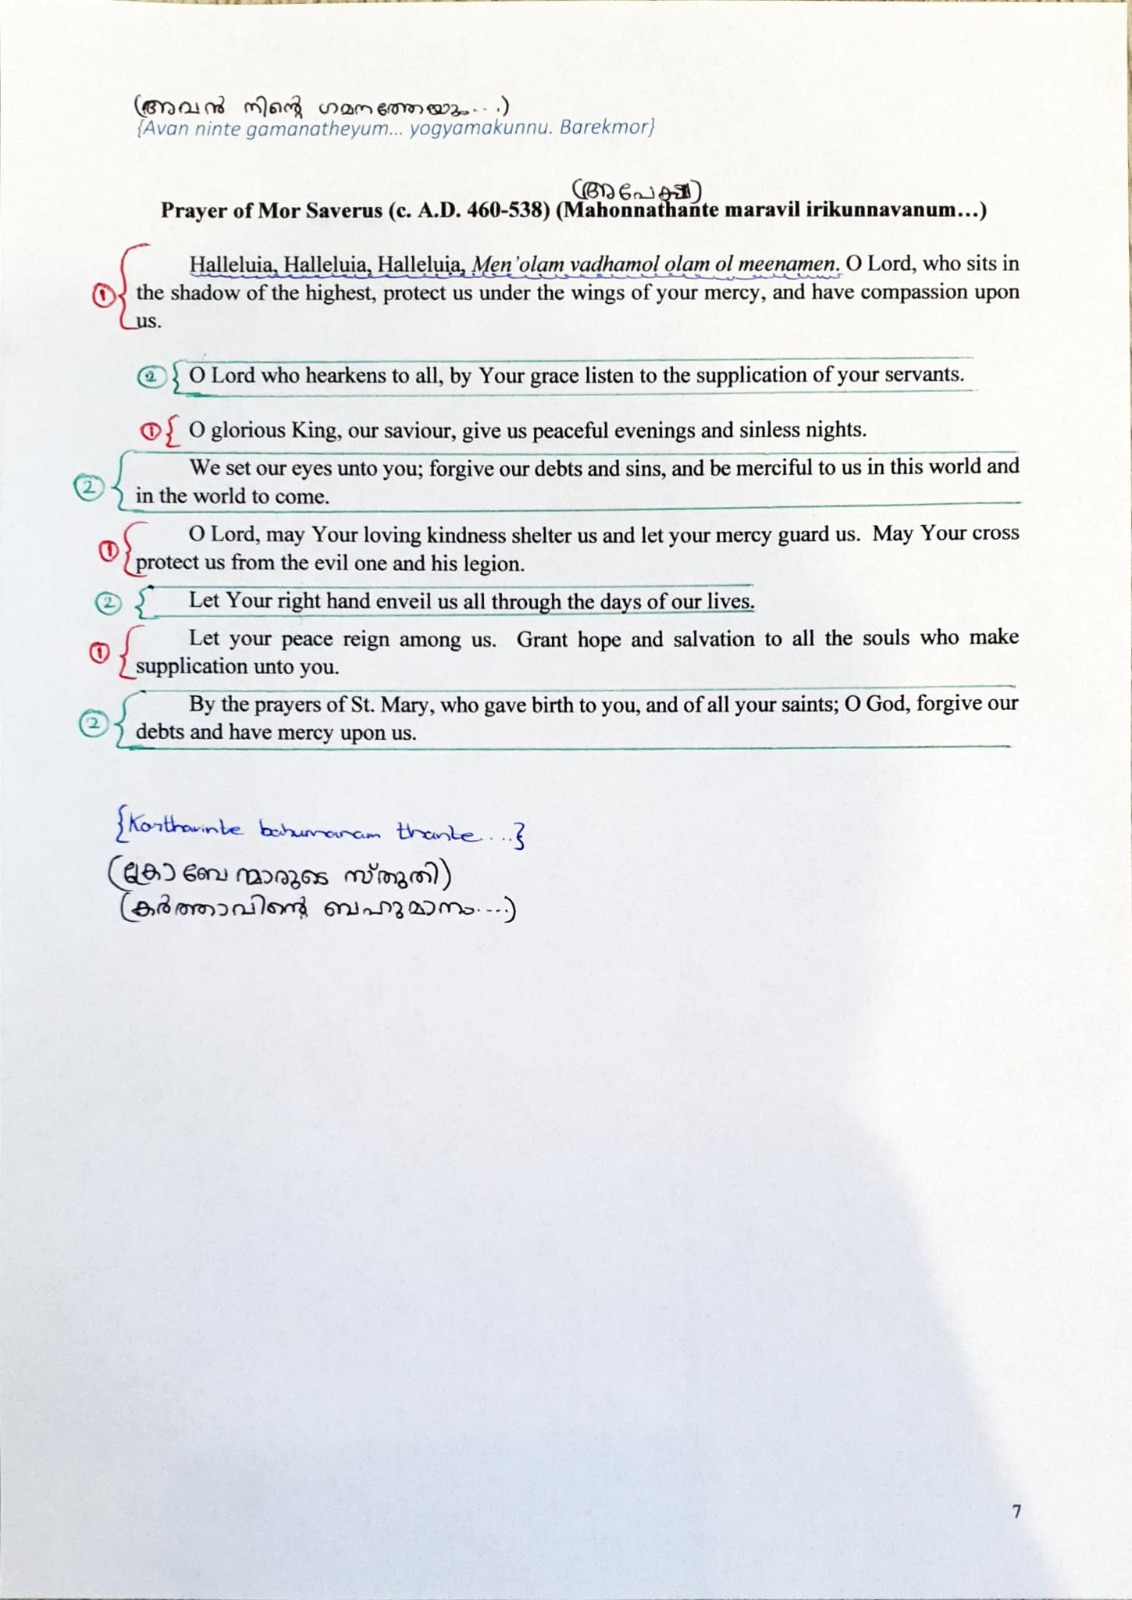 (അവൻ നിന്റെ ഗമനത്തേയും....)
{Avan ninte gamanatheyum... yogyamakunnu. Barekmor}
(അപേക്ഷ)
Prayer of Mor Saverus (c. A.D. 460-538) (Mahonnathante maravil irikunnavanum…)
Halleluia, Halleluia, Halleluia, Men’olam vadhamol olam ol meenamen. O Lord, who sits in
① the shadow of the highest, protect us under the wings of your mercy, and have compassion upon
us.
② O Lord who hearkens to all, by Your grace listen to the supplication of your servants.
① O glorious King, our saviour, give us peaceful evenings and sinless nights.
We set our eyes unto you; forgive our debts and sins, and be merciful to us in this world and
② in the world to come.
O Lord, may Your loving kindness shelter us and let your mercy guard us. May Your cross
① protect us from the evil one and his legion.
② Let Your right hand enveil us all through the days of our lives.
Let your peace reign among us. Grant hope and salvation to all the souls who make
① supplication unto you.
By the prayers of St. Mary, who gave birth to you, and of all your saints; O God, forgive our
② debts and have mercy upon us.
{Karthavinte bahumanam thante....}
(ക്രോബേന്മാരുടെ സ്തുതി)
(കർത്താവിന്റെ ബഹുമാനം....)
7